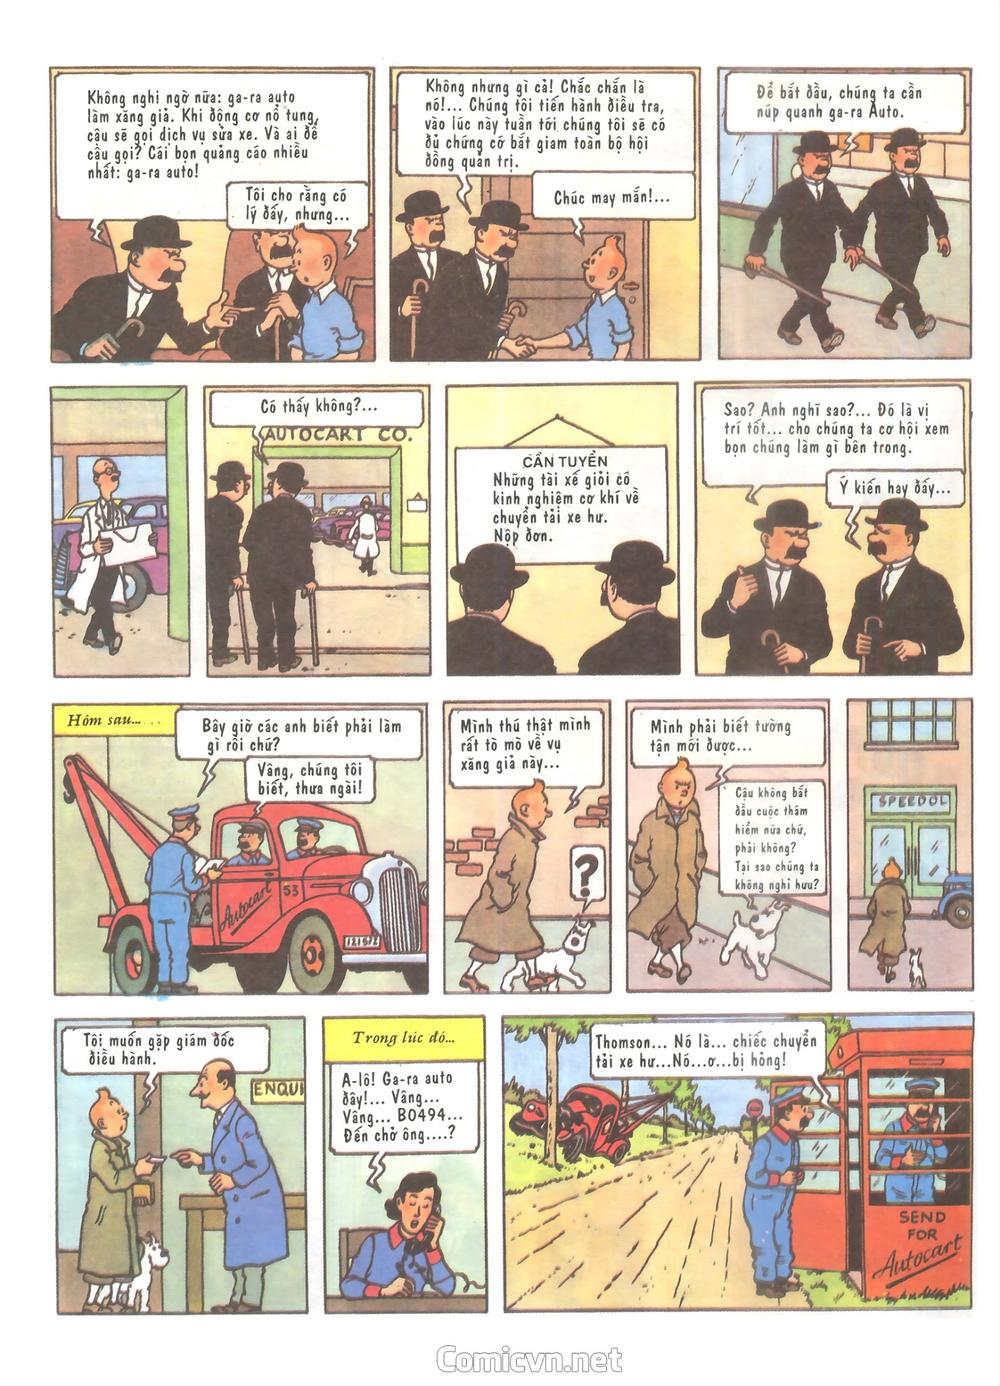 Không nghi ngờ nữa: ga-ra auto
làm xăng giả. Khi động cơ nổ tung,
cậu sẽ gọi dịch vụ sửa xe. Và ai để
cậu gọi? Cái bọn quảng cáo nhiều
nhất: ga-ra auto!
Tôi cho rằng có
lý đấy, nhưng...
Không nhưng gì cả! Chắc chắn là
nó!... Chúng tôi tiến hành điều tra,
vào lúc này tuần tới chúng tôi sẽ có
đủ chứng cớ bắt giam toàn bộ hội
đồng quản trị.
Chúc may mắn!...
Để bắt đầu, chúng ta cần
núp quanh ga-ra Auto.
Có thấy không?...
AUTOCART CO.
CẦN TUYỂN
Những tài xế giỏi có
kinh nghiệm cơ khí về
chuyển tải xe hư.
Nộp đơn.
Sao? Anh nghĩ sao?... Đó là vị
trí tốt... cho chúng ta cơ hội xem
bọn chúng làm gì bên trong.
Ý kiến hay đấy...
Hôm sau......
Bây giờ các anh biết phải làm
gì rồi chứ?
Vâng, chúng tôi
biết, thưa ngài!
Autocart
53
121572
Mình thú thật mình
rất tò mò về vụ
xăng giả này...
?
Mình phải biết tường
tận mới được...
Cậu không bắt
đầu cuộc thám
hiểm nữa chứ,
phải không?
Tại sao chúng ta
không nghỉ hưu?
SPEEDOL
Tôi muốn gặp giám đốc
điều hành.
ENQUI
Trong lúc đó...
A-lô! Ga-ra auto
đây!... Vâng...
Vâng... B0494...
Đến chở ông....?
Thomson... Nó là... chiếc chuyển
tải xe hư...Nó...ơ...bị hỏng!
SEND
FOR
Autocart
Comicvn.net